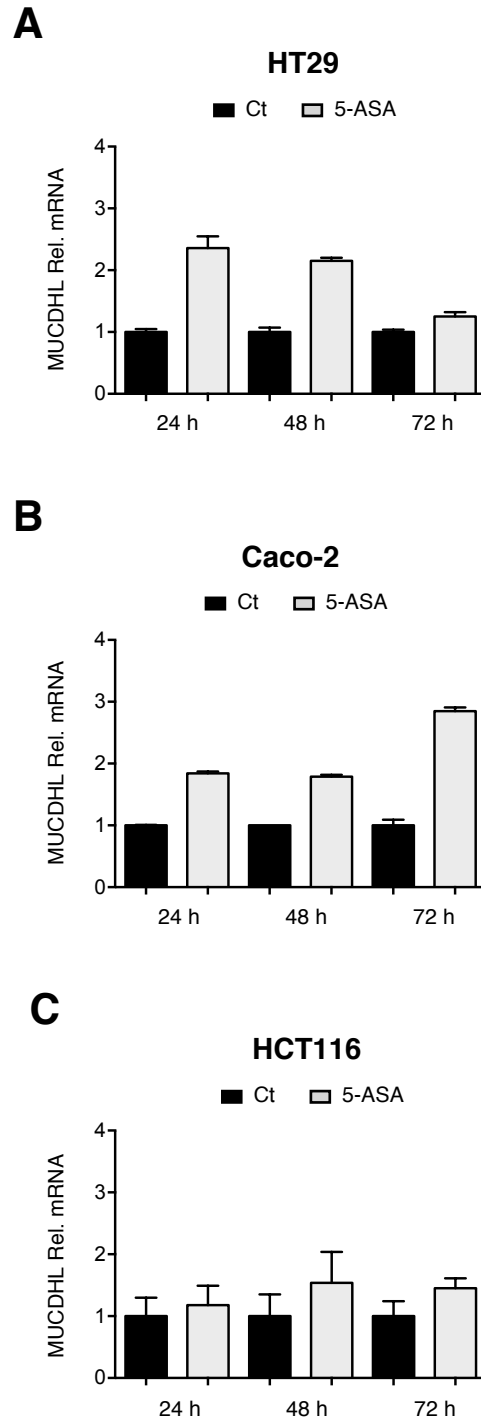 A
HT29
Ct 5-ASA
MUCDHL Rel. mRNA
4
3
2
1
0
24 h 48 h 72 h
B
Caco-2
Ct 5-ASA
MUCDHL Rel. mRNA
4
3
2
1
0
24 h 48 h 72 h
C
HCT116
Ct 5-ASA
MUCDHL Rel. mRNA
4
3
2
1
0
24 h 48 h 72 h